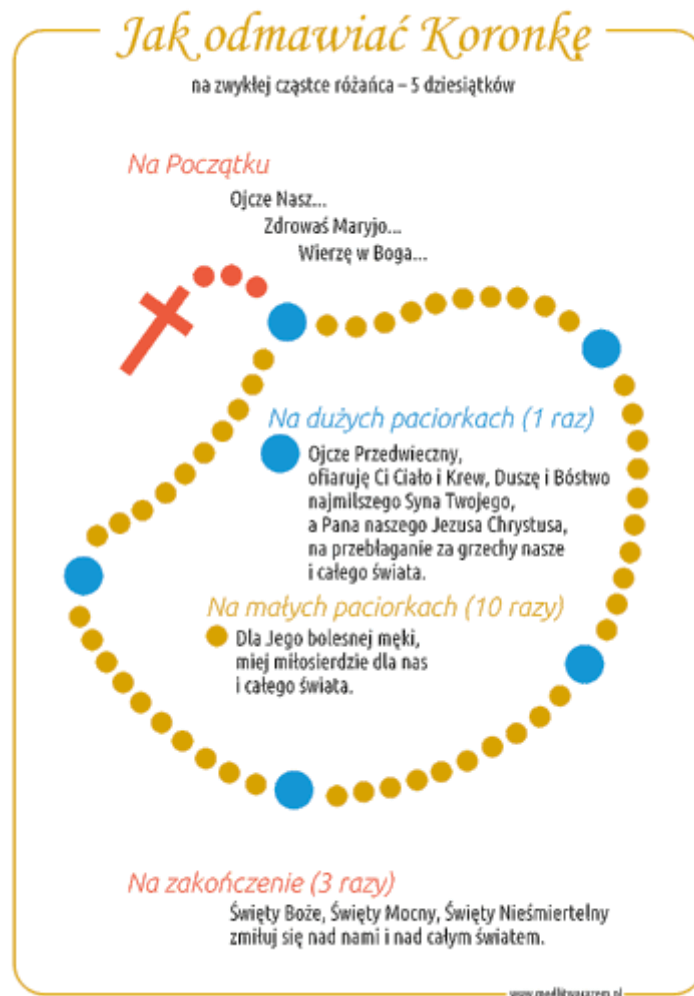 Jak odmawiać Koronkę
na zwykłej cząstce różańca – 5 dziesiątków
Na Początku
Ojcze Nasz...
Zdrowaś Maryjo...
Wierzę w Boga...
Na dużych paciorkach (1 raz)
Ojcze Przedwieczny,
ofiaruję Ci Ciało i Krew, Duszę i Bóstwo
najmilszego Syna Twojego,
a Pana naszego Jezusa Chrystusa,
na przebłaganie za grzechy nasze
i całego świata.
Na małych paciorkach (10 razy)
Dla Jego bolesnej męki,
miej miłosierdzie dla nas
i całego świata.
Na zakończenie (3 razy)
Święty Boże, Święty Mocny, Święty Nieśmiertelny
zmiłuj się nad nami i nad całym światem.